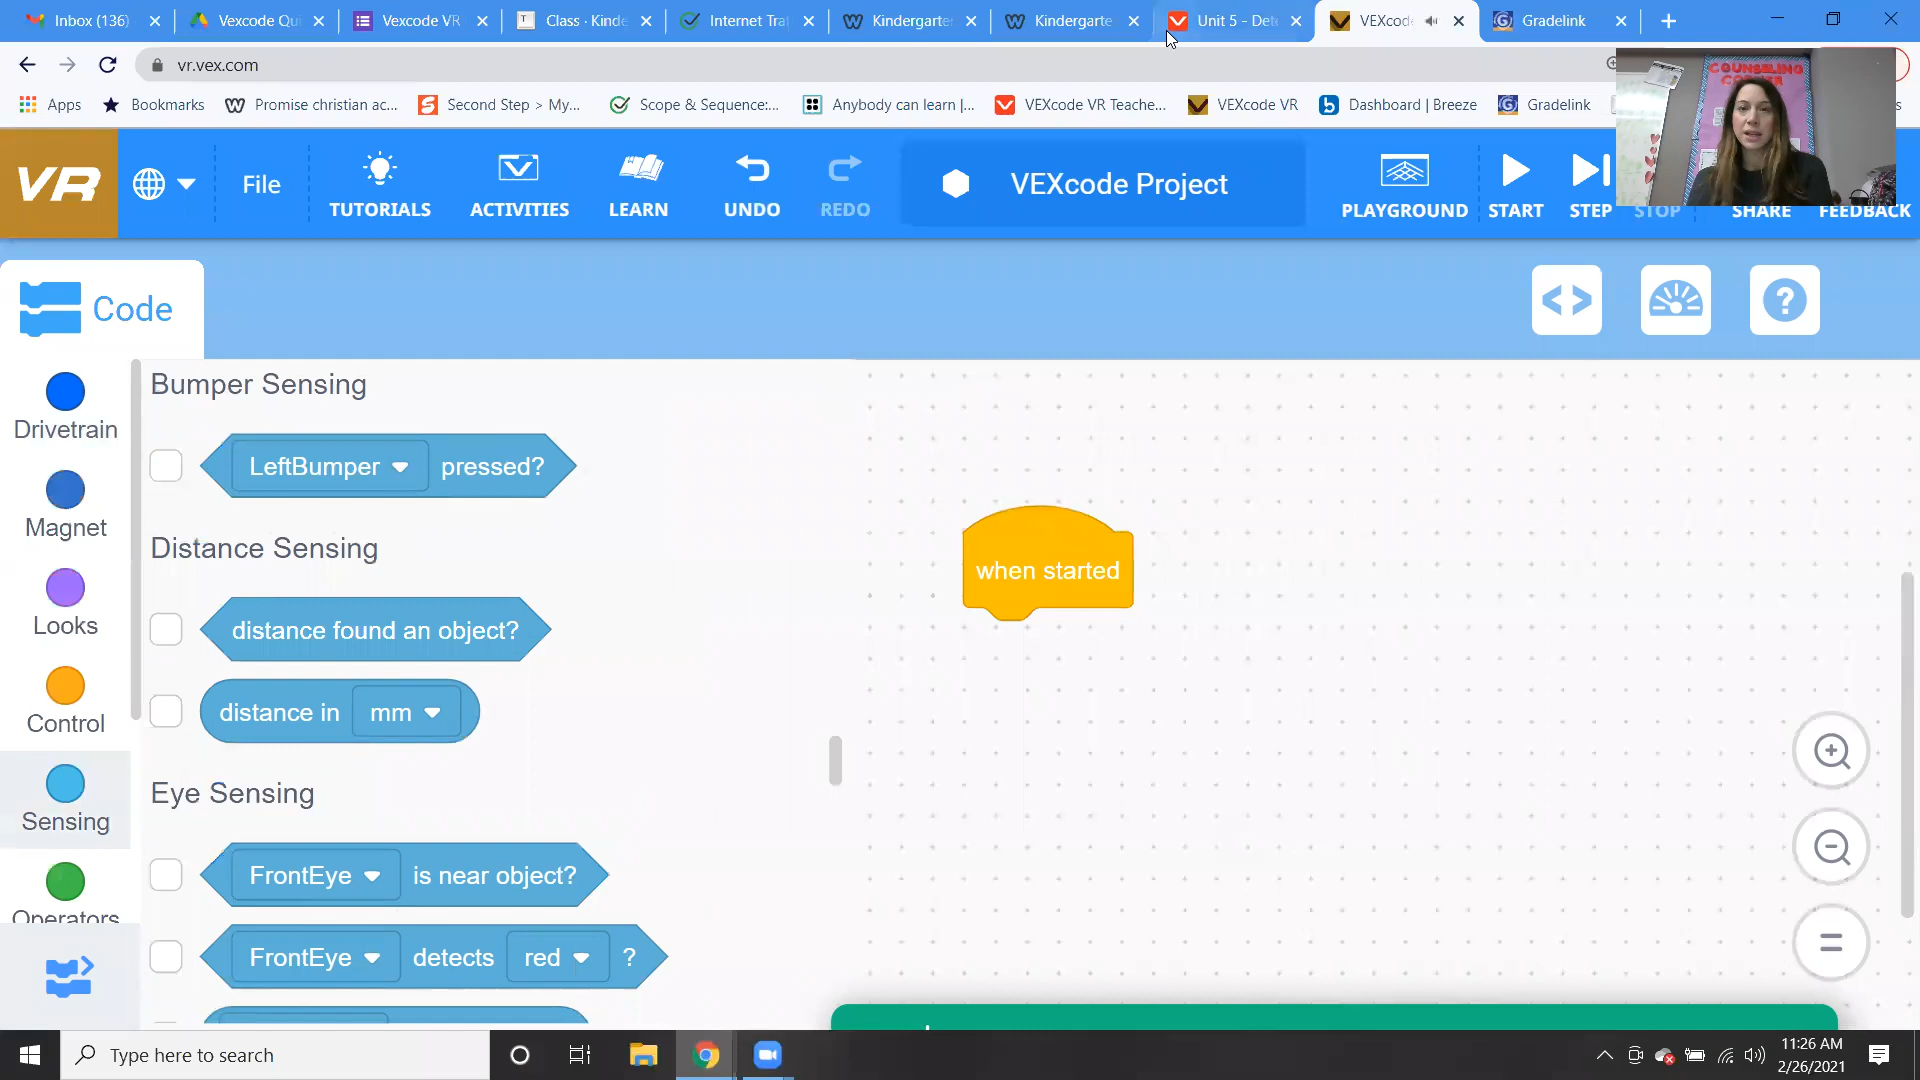 Inbox (136)
Vexcode Qui
Vexcode VR
Class · Kinde
Internet Tra
Kindergarte
Kindergarte
Unit 5 - Det
VEXcod
Gradelink
vr.vex.com
Apps
Bookmarks
Promise christian ac...
Second Step > My...
Scope & Sequence:...
Anybody can learn |...
VEXcode VR Teache...
VEXcode VR
Dashboard | Breeze
Gradelink
COUNSELING
CORNER
VR
File
TUTORIALS
ACTIVITIES
LEARN
UNDO
REDO
VEXcode Project
PLAYGROUND
START
STEP
STOP
SHARE
FEEDBACK
Code
Drivetrain
Magnet
Looks
Control
Sensing
Operators
Bumper Sensing
LeftBumper pressed?
Distance Sensing
distance found an object?
distance in mm
Eye Sensing
FrontEye is near object?
FrontEye detects red ?
when started
Type here to search
11:26 AM
2/26/2021